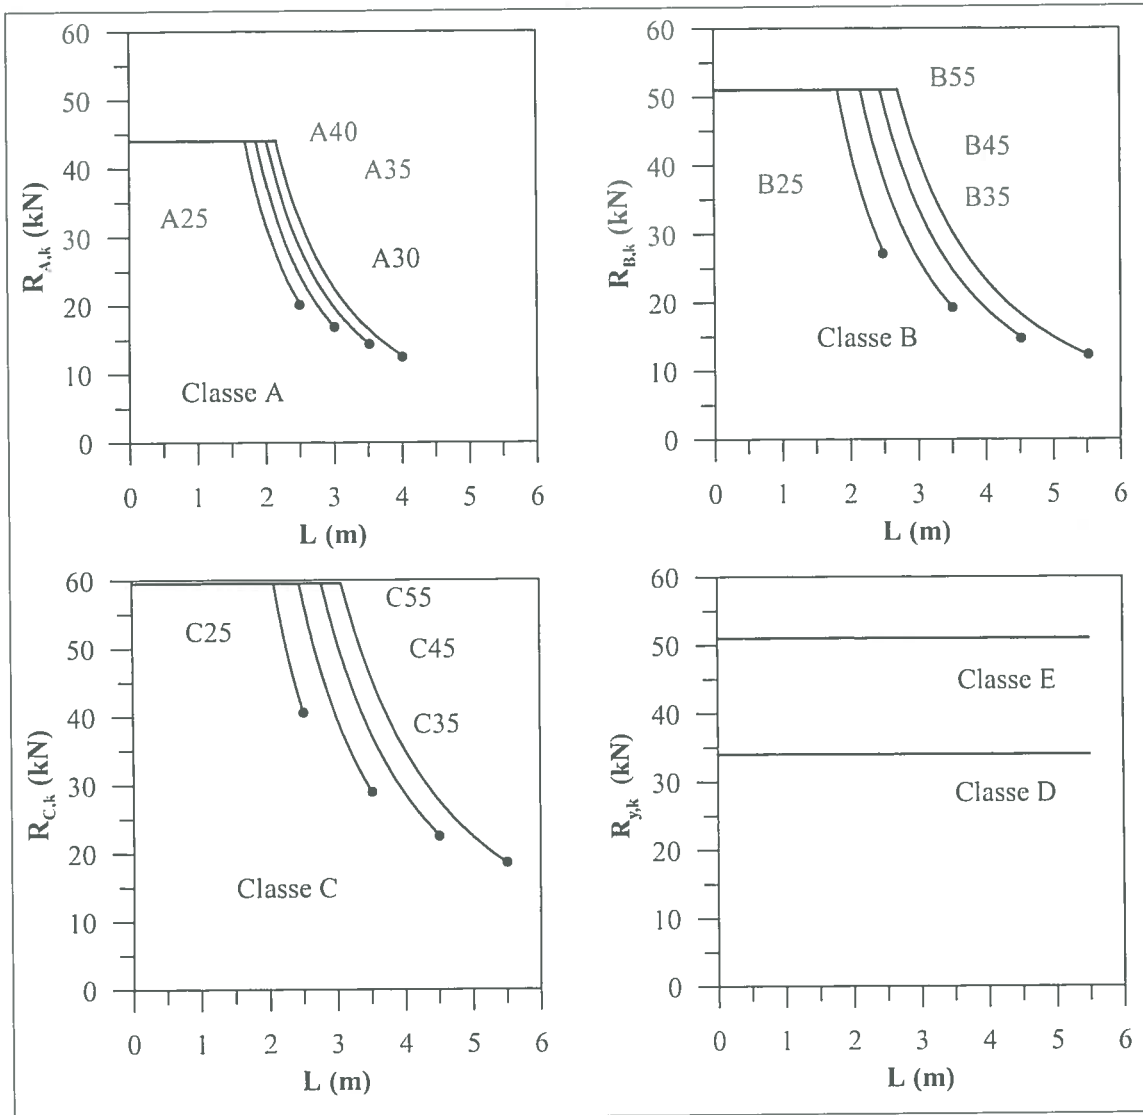 60
50
40
30
20
10
0
R_A,k (kN)
A40
A35
A25
A30
Classe A
0 1 2 3 4 5 6
L (m)
60
50
40
30
20
10
0
R_B,k (kN)
B55
B45
B25
B35
Classe B
0 1 2 3 4 5 6
L (m)
60
50
40
30
20
10
0
R_C,k (kN)
C55
C25
C45
C35
Classe C
0 1 2 3 4 5 6
L (m)
60
50
40
30
20
10
0
R_y,k (kN)
Classe E
Classe D
0 1 2 3 4 5 6
L (m)